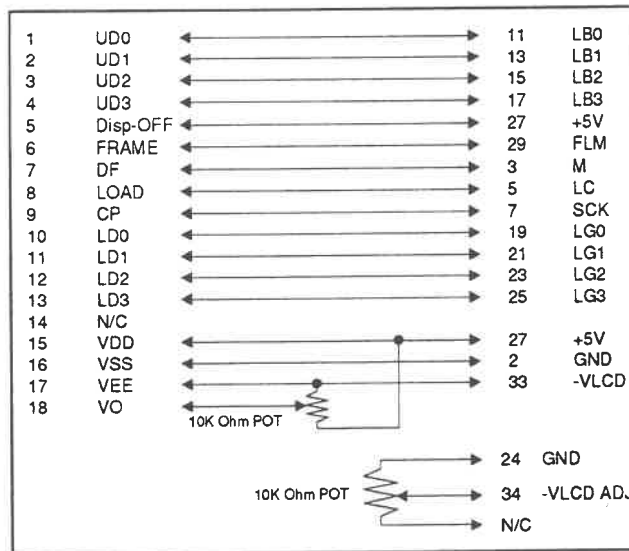 1 UD0 11 LB0
2 UD1 13 LB1
3 UD2 15 LB2
4 UD3 17 LB3
5 Disp-OFF 27 +5V
6 FRAME 29 FLM
7 DF 3 M
8 LOAD 5 LC
9 CP 7 SCK
10 LD0 19 LG0
11 LD1 21 LG1
12 LD2 23 LG2
13 LD3 25 LG3
14 N/C
15 VDD 27 +5V
16 VSS 2 GND
17 VEE 33 -VLCD
18 VO
10K Ohm POT
24 GND
10K Ohm POT 34 -VLCD ADJ
N/C